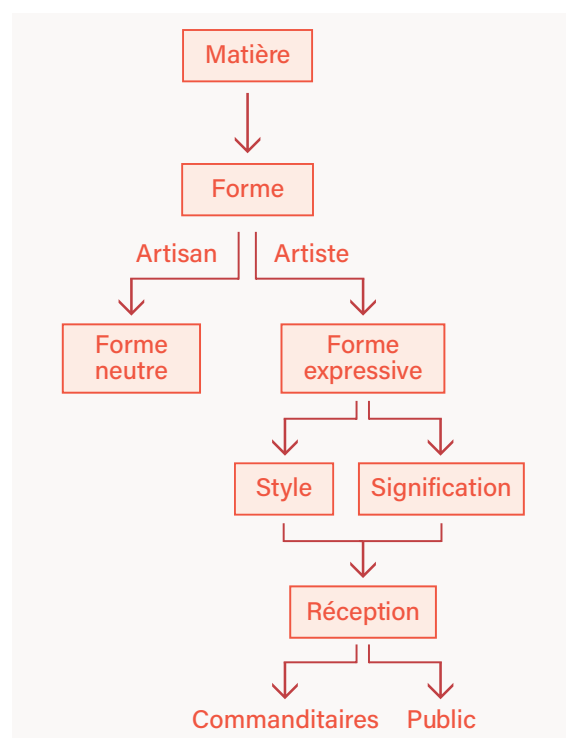 Matière
Forme
Artisan
Artiste
Forme
neutre
Forme
expressive
Style
Signification
Réception
Commanditaires
Public